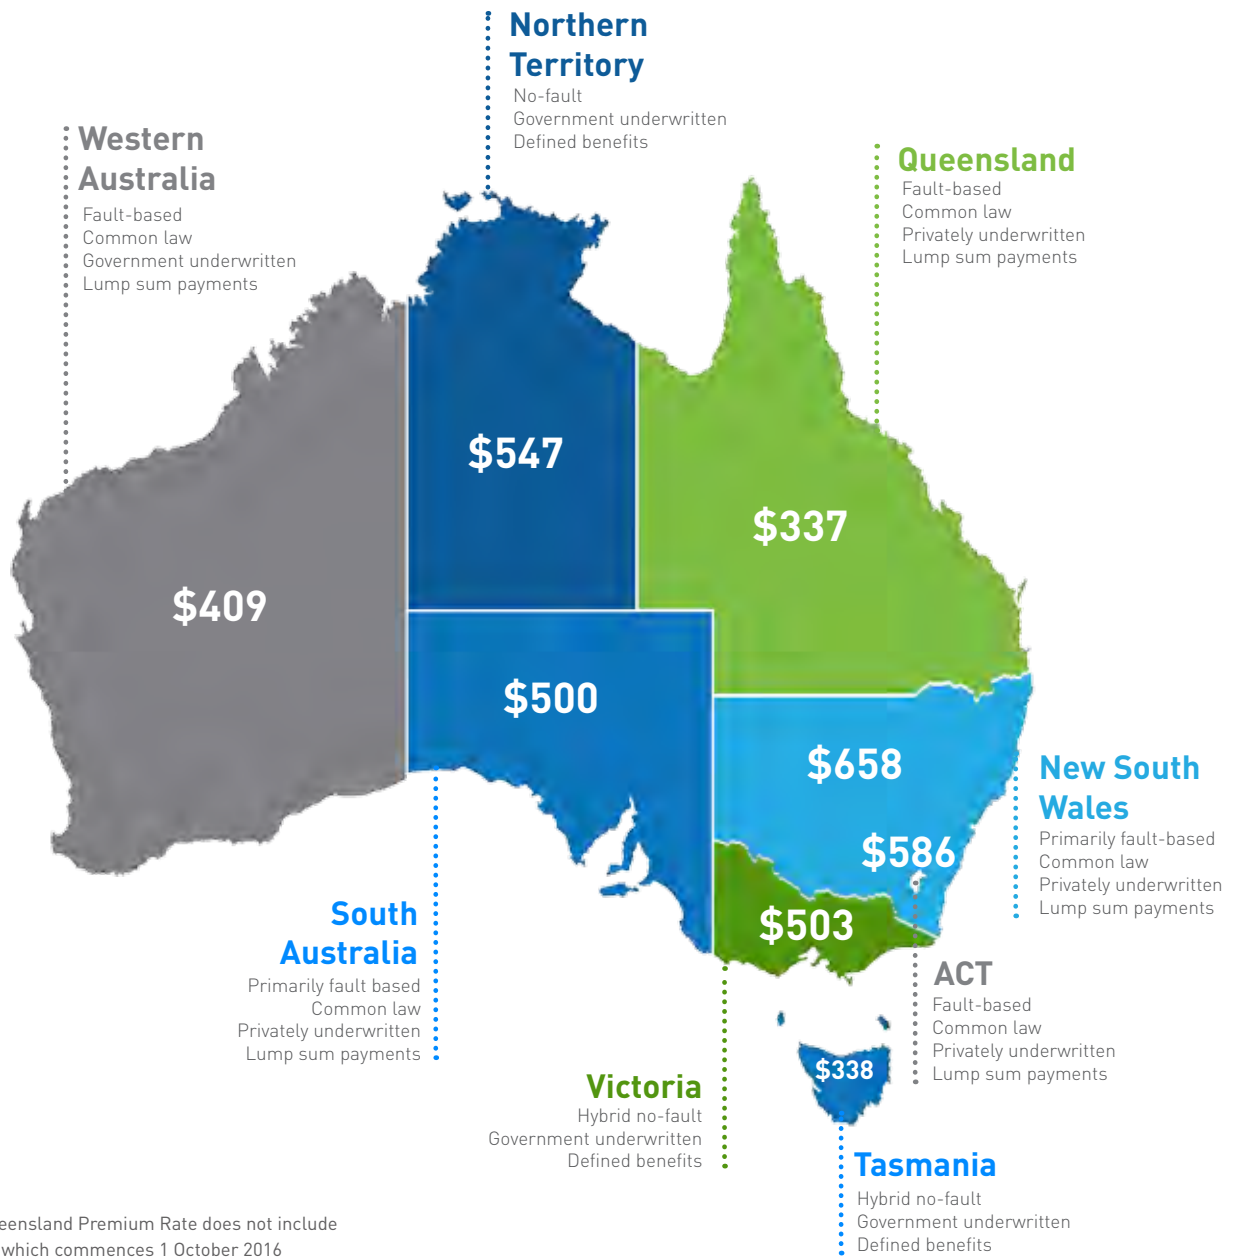 Northern
Territory
No-fault
Government underwritten
Defined benefits
Western
Australia
Fault-based
Common law
Government underwritten
Lump sum payments
Queensland
Fault-based
Common law
Privately underwritten
Lump sum payments
$547
$337
$409
$500
$658
New South
Wales
Primarily fault-based
Common law
Privately underwritten
Lump sum payments
$586
$503
South
Australia
Primarily fault based
Common law
Privately underwritten
Lump sum payments
ACT
Fault-based
Common law
Privately underwritten
Lump sum payments
$338
Victoria
Hybrid no-fault
Government underwritten
Defined benefits
Tasmania
Hybrid no-fault
Government underwritten
Defined benefits
eensland Premium Rate does not include
which commences 1 October 2016